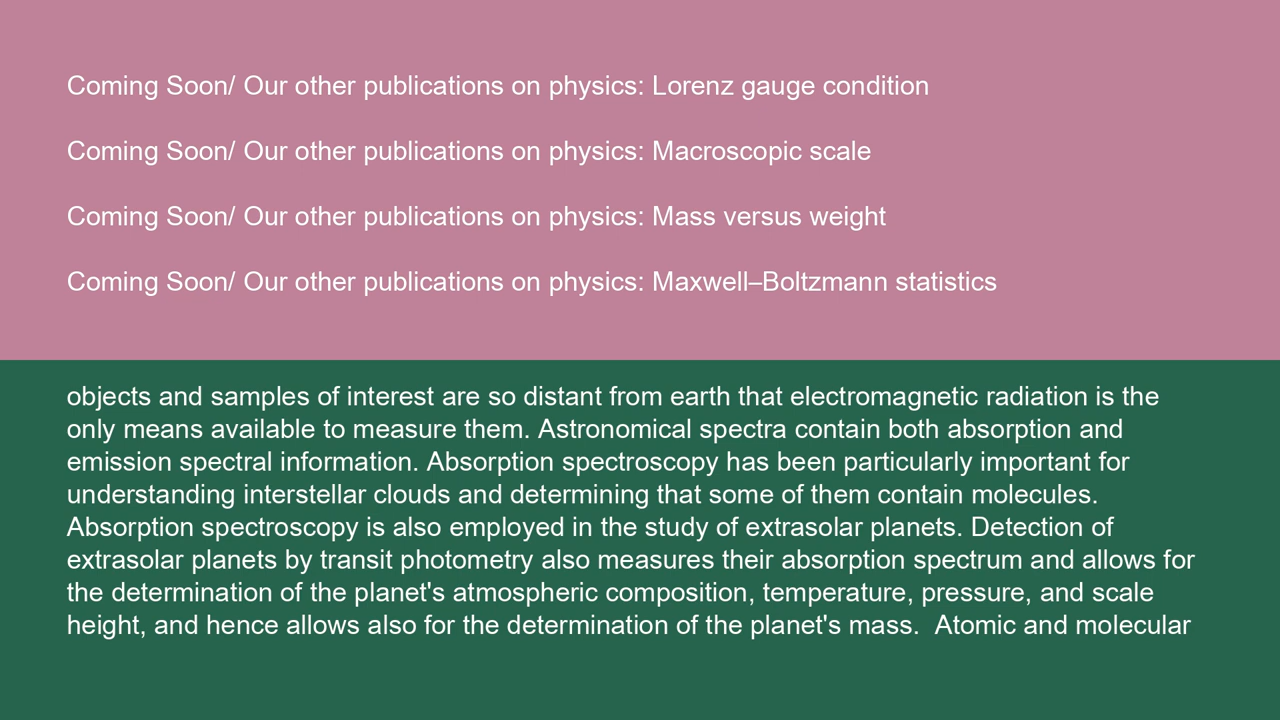 Coming Soon/ Our other publications on physics: Lorenz gauge condition
Coming Soon/ Our other publications on physics: Macroscopic scale
Coming Soon/ Our other publications on physics: Mass versus weight
Coming Soon/ Our other publications on physics: Maxwell–Boltzmann statistics
objects and samples of interest are so distant from earth that electromagnetic radiation is the
only means available to measure them. Astronomical spectra contain both absorption and
emission spectral information. Absorption spectroscopy has been particularly important for
understanding interstellar clouds and determining that some of them contain molecules.
Absorption spectroscopy is also employed in the study of extrasolar planets. Detection of
extrasolar planets by transit photometry also measures their absorption spectrum and allows for
the determination of the planet's atmospheric composition, temperature, pressure, and scale
height, and hence allows also for the determination of the planet's mass.  Atomic and molecular